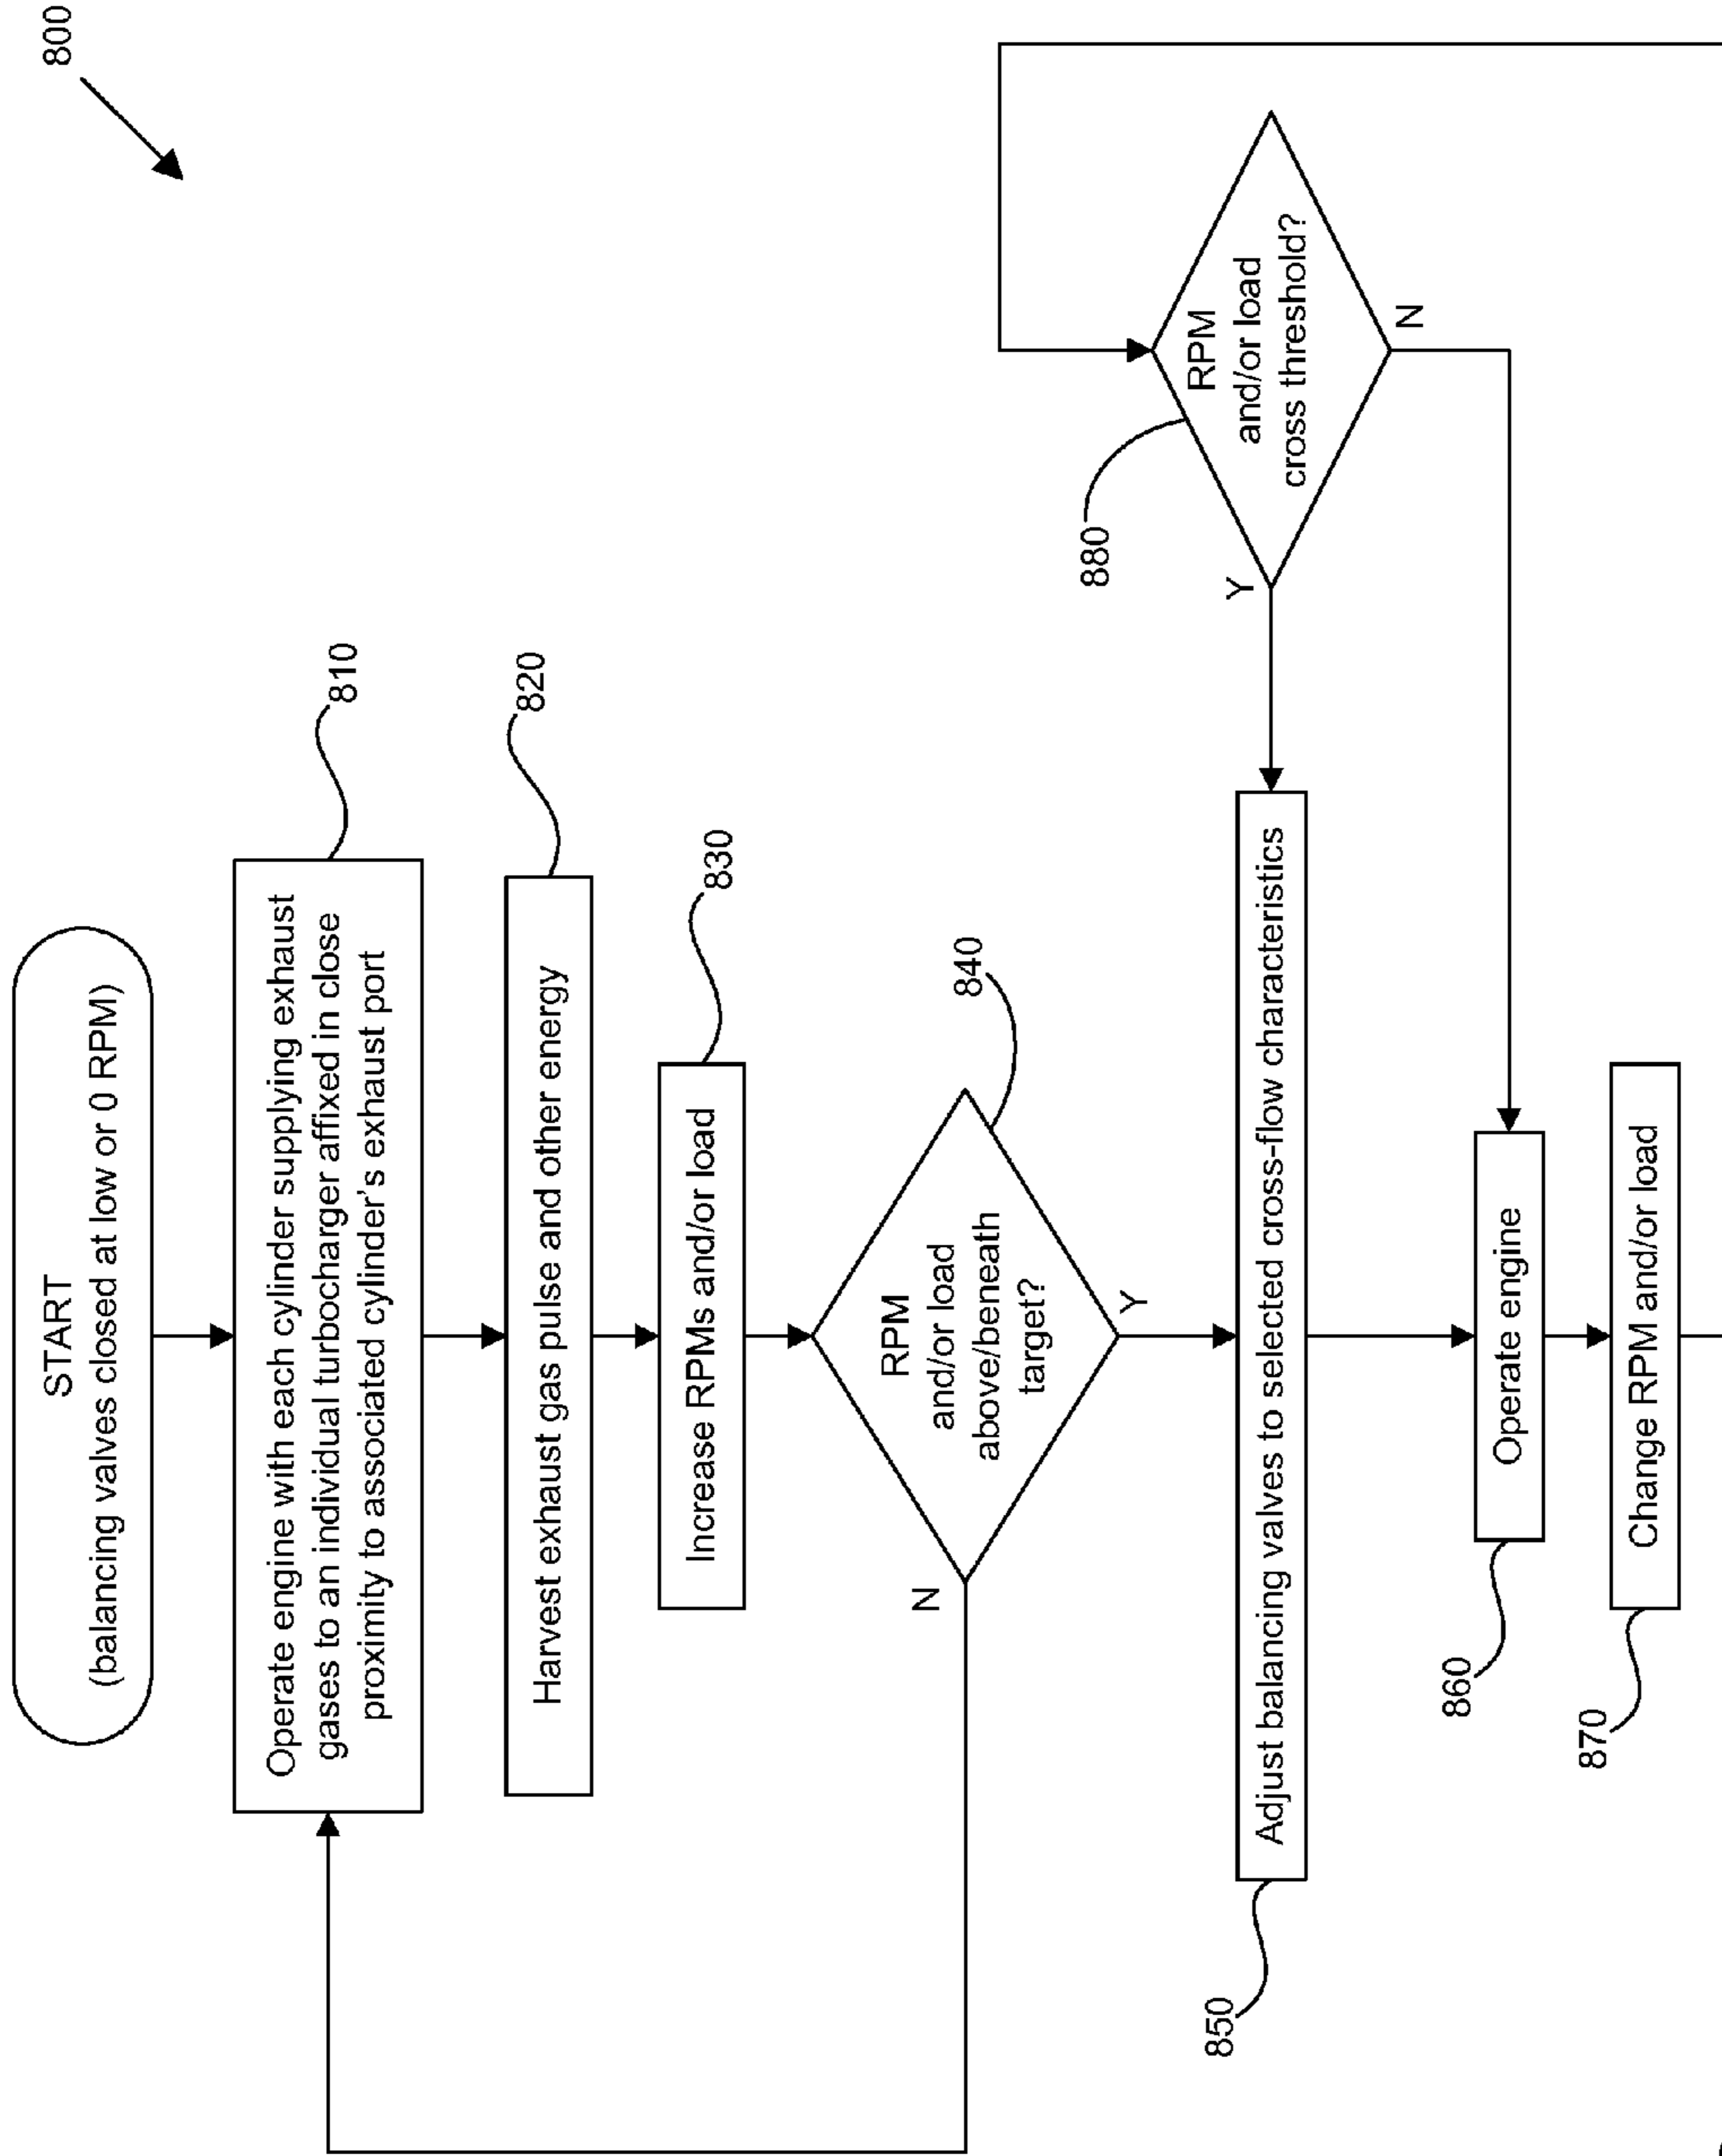 800
START
(balancing valves closed at low or 0 RPM)
810
Operate engine with each cylinder supplying exhaust
gases to an individual turbocharger affixed in close
proximity to associated cylinder's exhaust port
820
Harvest exhaust gas pulse and other energy
830
Increase RPMs and/or load
840
RPM
and/or load
above/beneath
target?
N
Y
850
Adjust balancing valves to selected cross-flow characteristics
860
Operate engine
870
Change RPM and/or load
880
RPM
and/or load
cross threshold?
Y
N